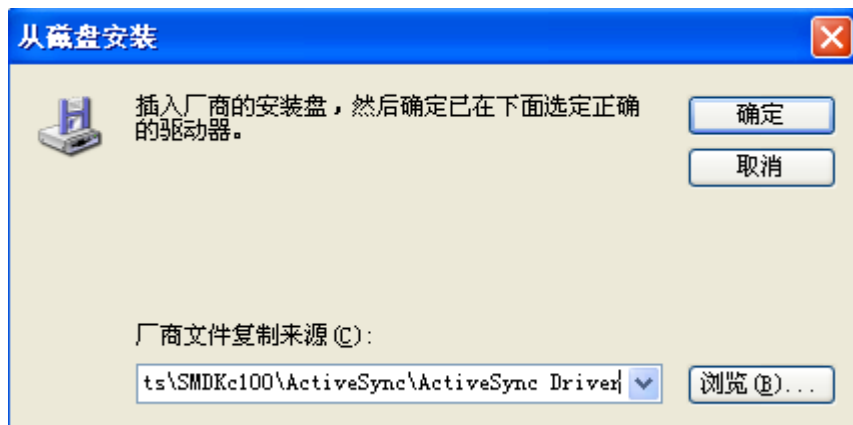 从磁盘安装
插入厂商的安装盘，然后确定已在下面选定正确
的驱动器。
确定
取消
厂商文件复制来源(C):
ts\SMDKc100\ActiveSync\ActiveSync Driver
浏览(B)...